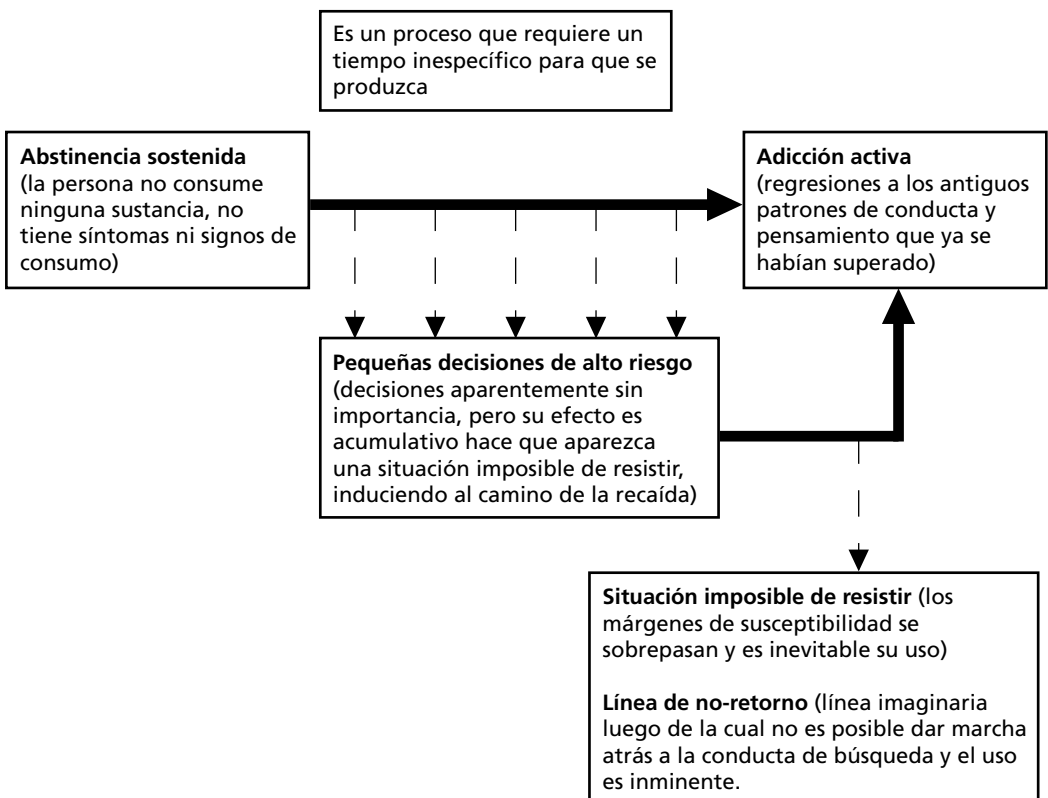 Es un proceso que requiere un
tiempo inespecífico para que se
produzca
Abstinencia sostenida
(la persona no consume
ninguna sustancia, no
tiene síntomas ni signos de
consumo)
Adicción activa
(regresiones a los antiguos
patrones de conducta y
pensamiento que ya se
habían superado)
Pequeñas decisiones de alto riesgo
(decisiones aparentemente sin
importancia, pero su efecto es
acumulativo hace que aparezca
una situación imposible de resistir,
induciendo al camino de la recaída)
Situación imposible de resistir (los
márgenes de susceptibilidad se
sobrepasan y es inevitable su uso)
Línea de no-retorno (línea imaginaria
luego de la cual no es posible dar marcha
atrás a la conducta de búsqueda y el uso
es inminente.